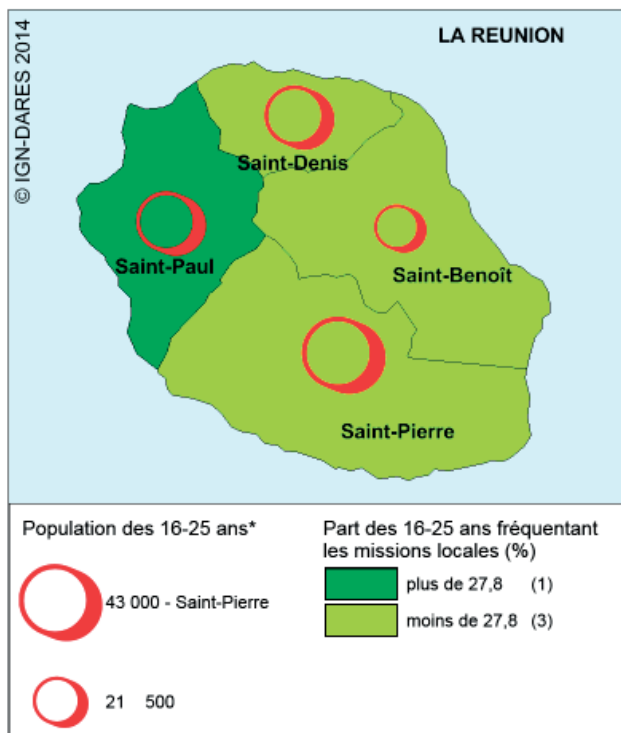 © IGN-DARES 2014
LA REUNION
Saint-Denis
Saint-Paul
Saint-Benoît
Saint-Pierre
Population des 16-25 ans*
43 000 - Saint-Pierre
21 500
Part des 16-25 ans fréquentant
les missions locales (%)
plus de 27,8 (1)
moins de 27,8 (3)